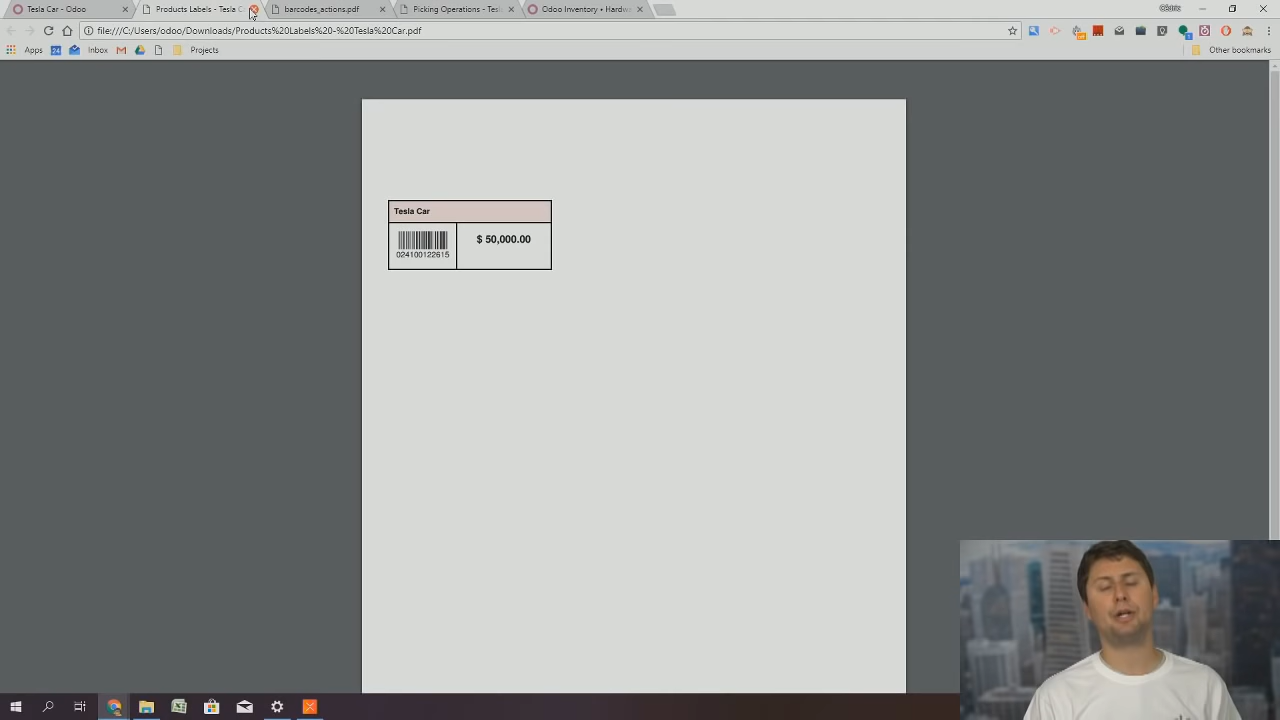 Tesla Car - Odoo
Products Labels - Tesla C
barcodes_actions.pdf
Picking Operations - Tes
Odoo Inventory • Hardw
file:///C:/Users/odoo/Downloads/Products%20Labels%20-%20Tesla%20Car.pdf
Apps
Inbox
Projects
Other bookmarks
Tesla Car
024100122615
$ 50,000.00